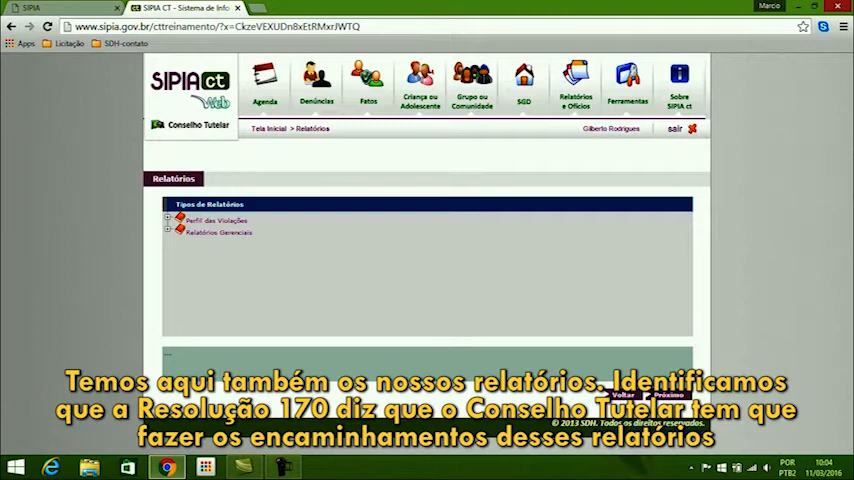 SIPIA
SIPIA CT - Sistema de Info
Marcio
www.sipia.gov.br/cttreinamento/?x=CkzeVEXUDn8xEtRMxrJWTQ
Apps Licitação SDH-contato
SIPIA ct
Web
Conselho Tutelar
Agenda
Denúncias
Fatos
Criança ou
Adolescente
Grupo ou
Comunidade
SGD
Relatórios
e Ofícios
Ferramentas
Sobre
SIPIA ct
Tela Inicial > Relatórios
Gilberto Rodrigues
sair
Relatórios
Tipos de Relatórios
Perfil das Violações
Relatórios Gerenciais
...
Voltar
Próximo
© 2013 SDH. Todos os direitos reservados.
Temos aqui também os nossos relatórios. Identificamos
que a Resolução 170 diz que o Conselho Tutelar tem que
fazer os encaminhamentos desses relatórios
POR
PTB2
10:04
11/03/2016